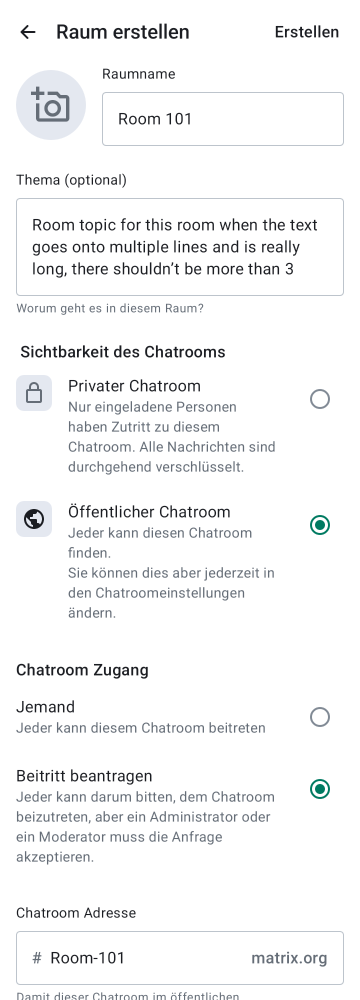 Raum erstellen
Erstellen
Raumname
Room 101
Thema (optional)
Room topic for this room when the text
goes onto multiple lines and is really
long, there shouldn’t be more than 3
Worum geht es in diesem Raum?
Sichtbarkeit des Chatrooms
Privater Chatroom
Nur eingeladene Personen
haben Zutritt zu diesem
Chatroom. Alle Nachrichten sind
durchgehend verschlüsselt.
Öffentlicher Chatroom
Jeder kann diesen Chatroom
finden.
Sie können dies aber jederzeit in
den Chatroomeinstellungen
ändern.
Chatroom Zugang
Jemand
Jeder kann diesem Chatroom beitreten
Beitritt beantragen
Jeder kann darum bitten, dem Chatroom
beizutreten, aber ein Administrator oder
ein Moderator muss die Anfrage
akzeptieren.
Chatroom Adresse
# Room-101 matrix.org
Damit dieser Chatroom im öffentlichen